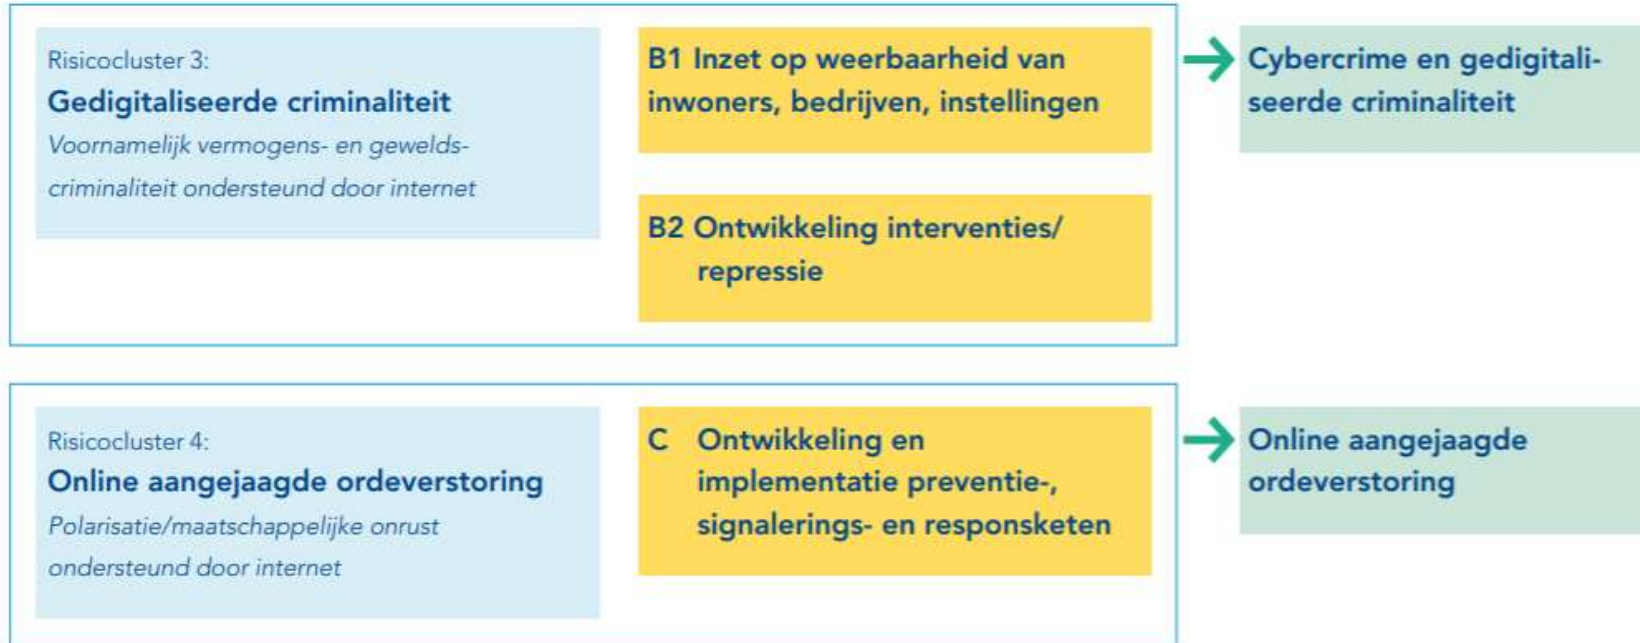 Risicocluster 3:
Gedigitaliseerde criminaliteit
Voornamelijk vermogens- en gewelds-
criminaliteit ondersteund door internet
B1 Inzet op weerbaarheid van
inwoners, bedrijven, instellingen
B2 Ontwikkeling interventies/
repressie
Cybercrime en gedigitali-
seerde criminaliteit
Risicocluster 4:
Online aangejaagde ordeverstoring
Polarisatie/maatschappelijke onrust
ondersteund door internet
C Ontwikkeling en
implementatie preventie-,
signalerings- en responsketen
Online aangejaagde
ordeverstoring